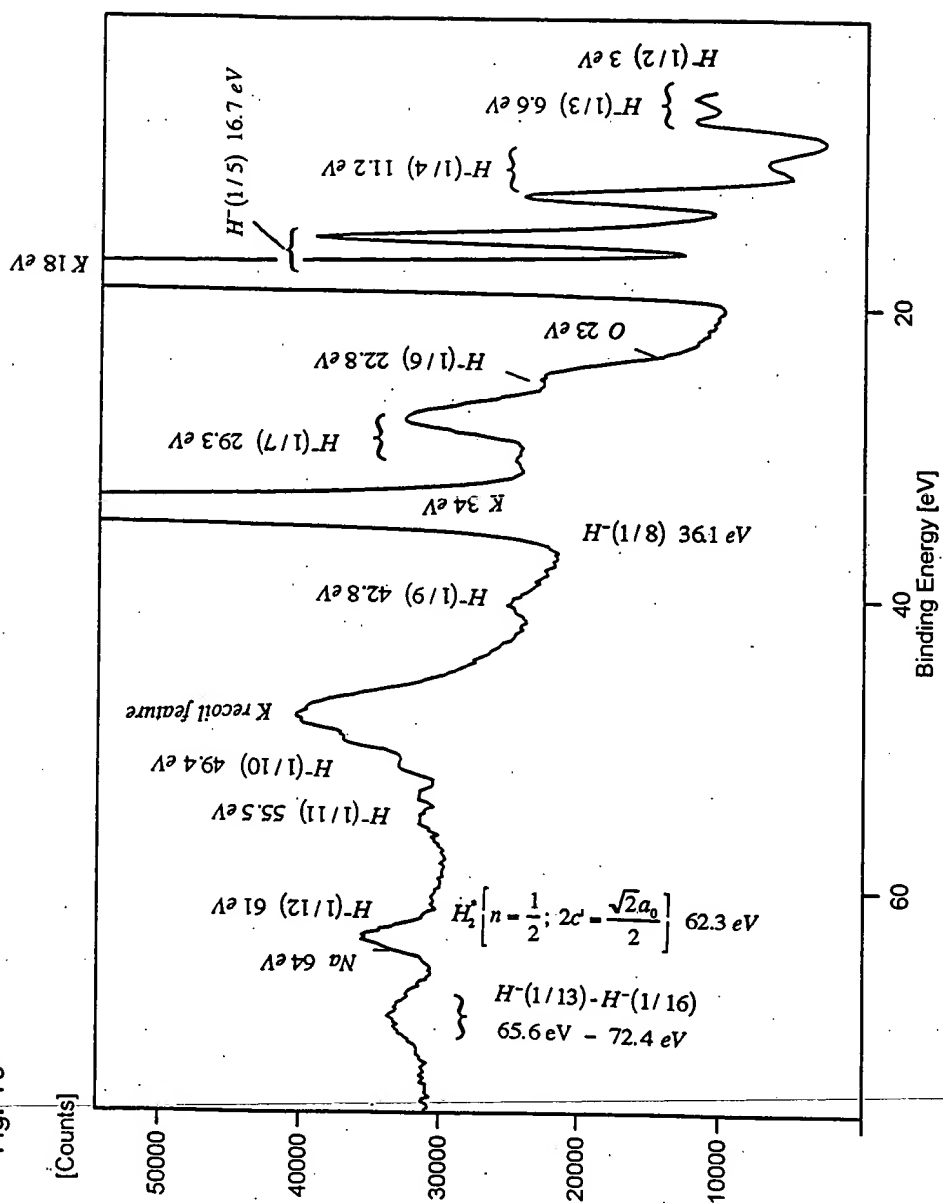 Fig.
[Counts]
50000
40000
30000
20000
10000
20
40
60
Binding Energy [eV]
H⁻(1/2) 3 eV
H⁻(1/3) 6.6 eV
H⁻(1/4) 11.2 eV
H⁻(1/5) 16.7 eV
K 18 eV
O 23 eV
H⁻(1/6) 22.8 eV
H⁻(1/7) 29.3 eV
K 34 eV
H-H⁻(1/8) 36.1 eV
H⁻(1/9) 42.8 eV
K recoil feature
H⁻(1/10) 49.4 eV
H⁻(1/11) 55.5 eV
H⁻(1/12) 61 eV
H₂*[n = 1/2; 2c' = √2a₀/2] 62.3 eV
Na 64 eV
H⁻(1/13) - H⁻(1/16)
65.6 eV – 72.4 eV